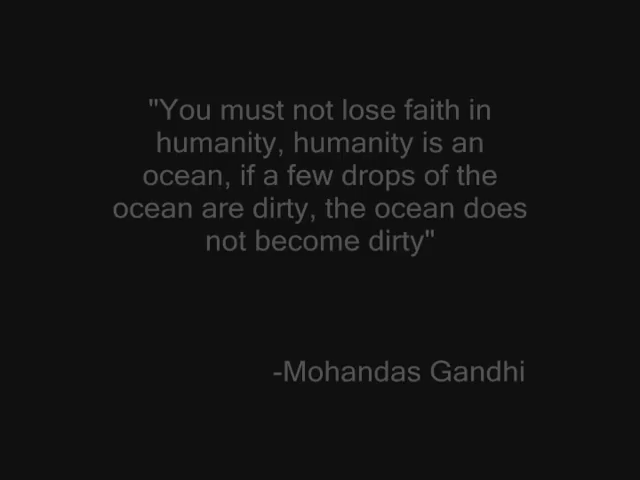 "You must not lose faith in
humanity, humanity is an
ocean, if a few drops of the
ocean are dirty, the ocean does
not become dirty"
-Mohandas Gandhi